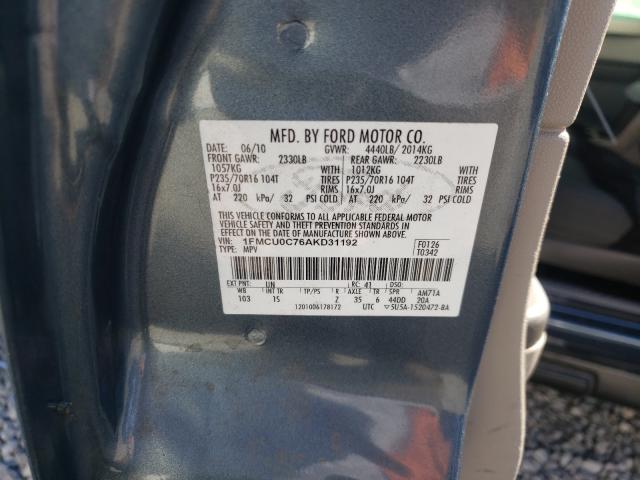 MFD. BY FORD MOTOR CO.
DATE: 06/10 GVWR: 4440LB/ 2014KG
FRONT GAWR: 2330LB REAR GAWR: 2230LB
1057KG WITH 1012KG WITH
P235/70R16 104T TIRES P235/70R16 104T TIRES
16x7.0J RIMS 16x7.0J RIMS
AT 220 kPa/ 32 PSI COLD AT 220 kPa/ 32 PSI COLD
THIS VEHICLE CONFORMS TO ALL APPLICABLE FEDERAL MOTOR
VEHICLE SAFETY AND THEFT PREVENTION STANDARDS IN
EFFECT ON THE DATE OF MANUFACTURE SHOWN ABOVE.
VIN: 1FMCU0C76AKD31192 F0126
TYPE: MPV T0342
EXT PNT: UN RC: 41 AM71A
WB INT TR TP/PS R AXLE TR SPR
103 15 Z 35 6 44DD 20A
1201006178172 UTC 5U5A-1520472-BA